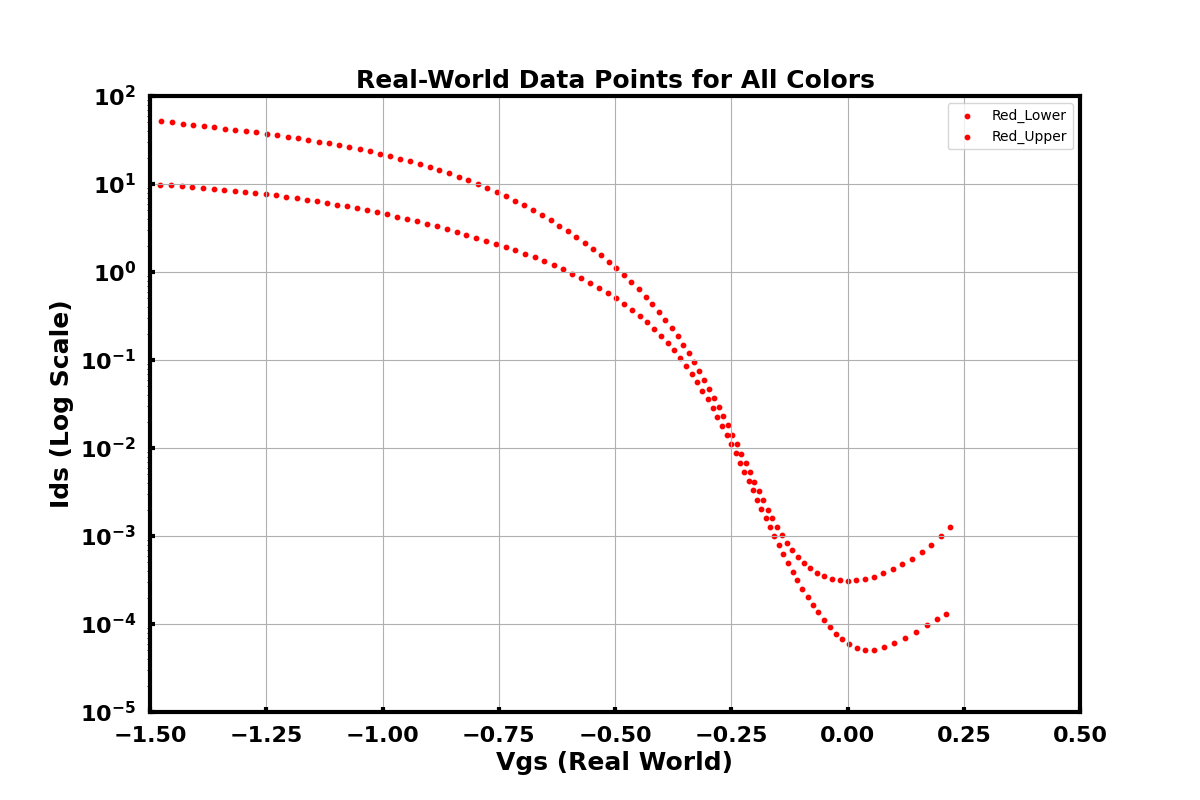 Real-World Data Points for All Colors
Red_Lower
Red_Upper
10²
10¹
10⁰
10⁻¹
10⁻²
10⁻³
10⁻⁴
10⁻⁵
Ids (Log Scale)
−1.50 −1.25 −1.00 −0.75 −0.50 −0.25 0.00 0.25 0.50
Vgs (Real World)